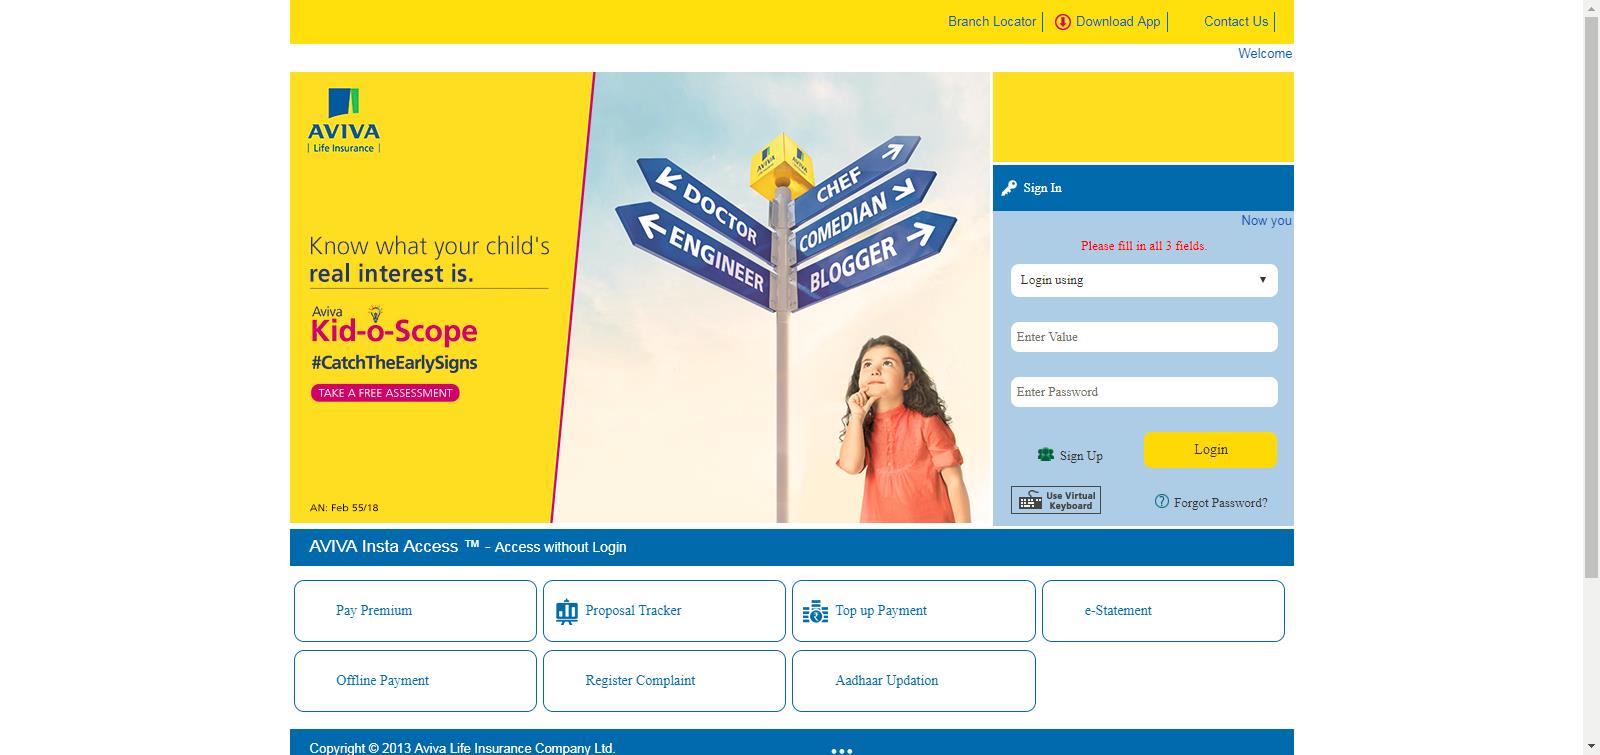 Branch Locator
Download App
Contact Us
Welcome
AVIVA
Life Insurance
Know what your child's
real interest is.
Aviva
Kid-o-Scope
#CatchTheEarlySigns
TAKE A FREE ASSESSMENT
AN: Feb 55/18
AVIVA
AVIVA
DOCTOR
ENGINEER
CHEF
COMEDIAN
BLOGGER
Sign In
Now you
Please fill in all 3 fields.
Login using
Enter Value
Enter Password
Sign Up
Login
Use Virtual
Keyboard
Forgot Password?
AVIVA Insta Access ™ - Access without Login
Pay Premium
Proposal Tracker
Top up Payment
e-Statement
Offline Payment
Register Complaint
Aadhaar Updation
Copyright © 2013 Aviva Life Insurance Company Ltd.